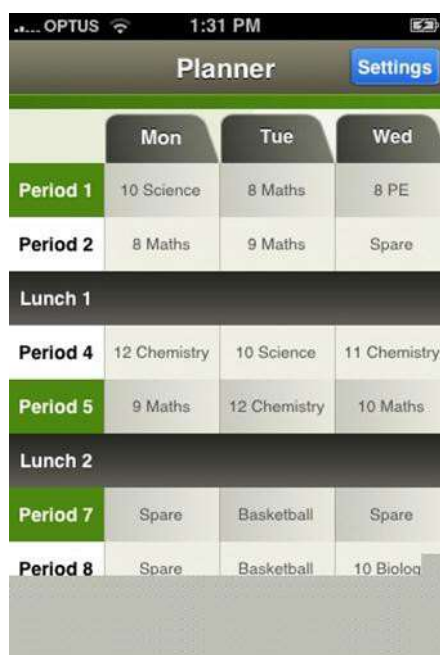 OPTUS 1:31 PM
Planner Settings
Mon Tue Wed
Period 1 10 Science 8 Maths 8 PE
Period 2 8 Maths 9 Maths Spare
Lunch 1
Period 4 12 Chemistry 10 Science 11 Chemistry
Period 5 9 Maths 12 Chemistry 10 Maths
Lunch 2
Period 7 Spare Basketball Spare
Period 8 Spare Basketball 10 Biolog